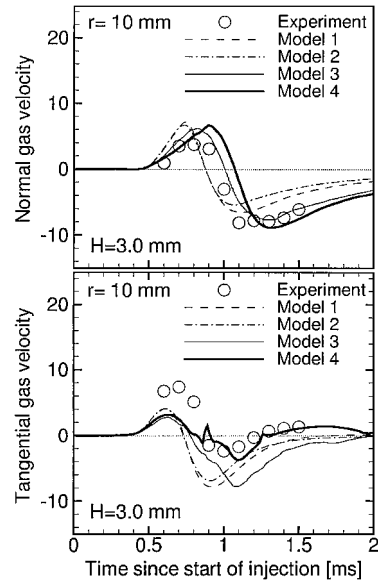 r= 10 mm
Experiment
Model 1
Model 2
Model 3
Model 4
20
10
0
-10
Normal gas velocity
H=3.0 mm
r= 10 mm
Experiment
Model 1
Model 2
Model 3
Model 4
20
10
0
-10
Tangential gas velocity
H=3.0 mm
0 0.5 1 1.5 2
Time since start of injection [ms]